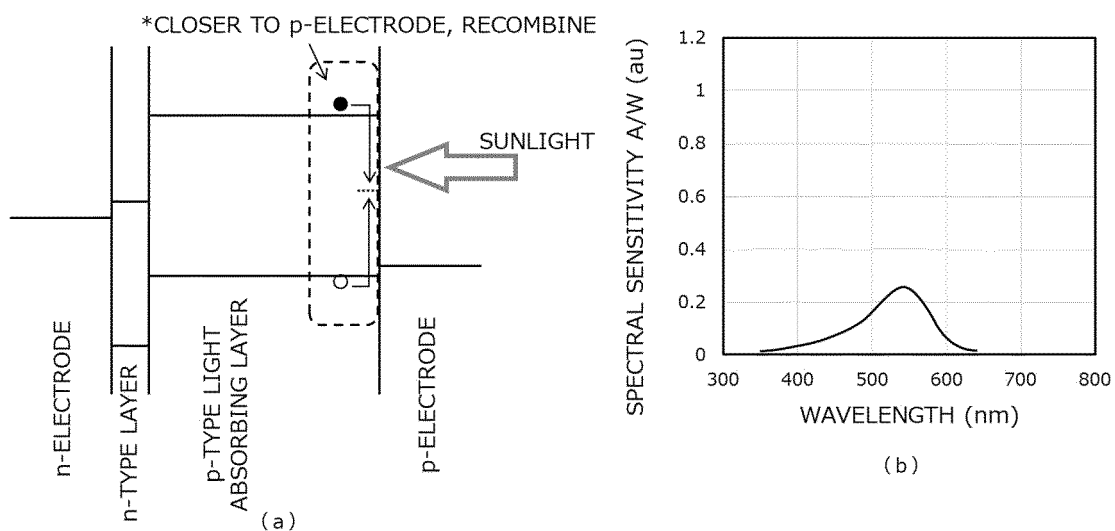 *CLOSER TO p-ELECTRODE, RECOMBINE
SUNLIGHT
n-ELECTRODE
n-TYPE LAYER
p-TYPE LIGHT
ABSORBING LAYER
p-ELECTRODE
(a)
SPECTRAL SENSITIVITY A/W (au)
1.2
1
0.8
0.6
0.4
0.2
0
300 400 500 600 700 800
WAVELENGTH (nm)
(b)